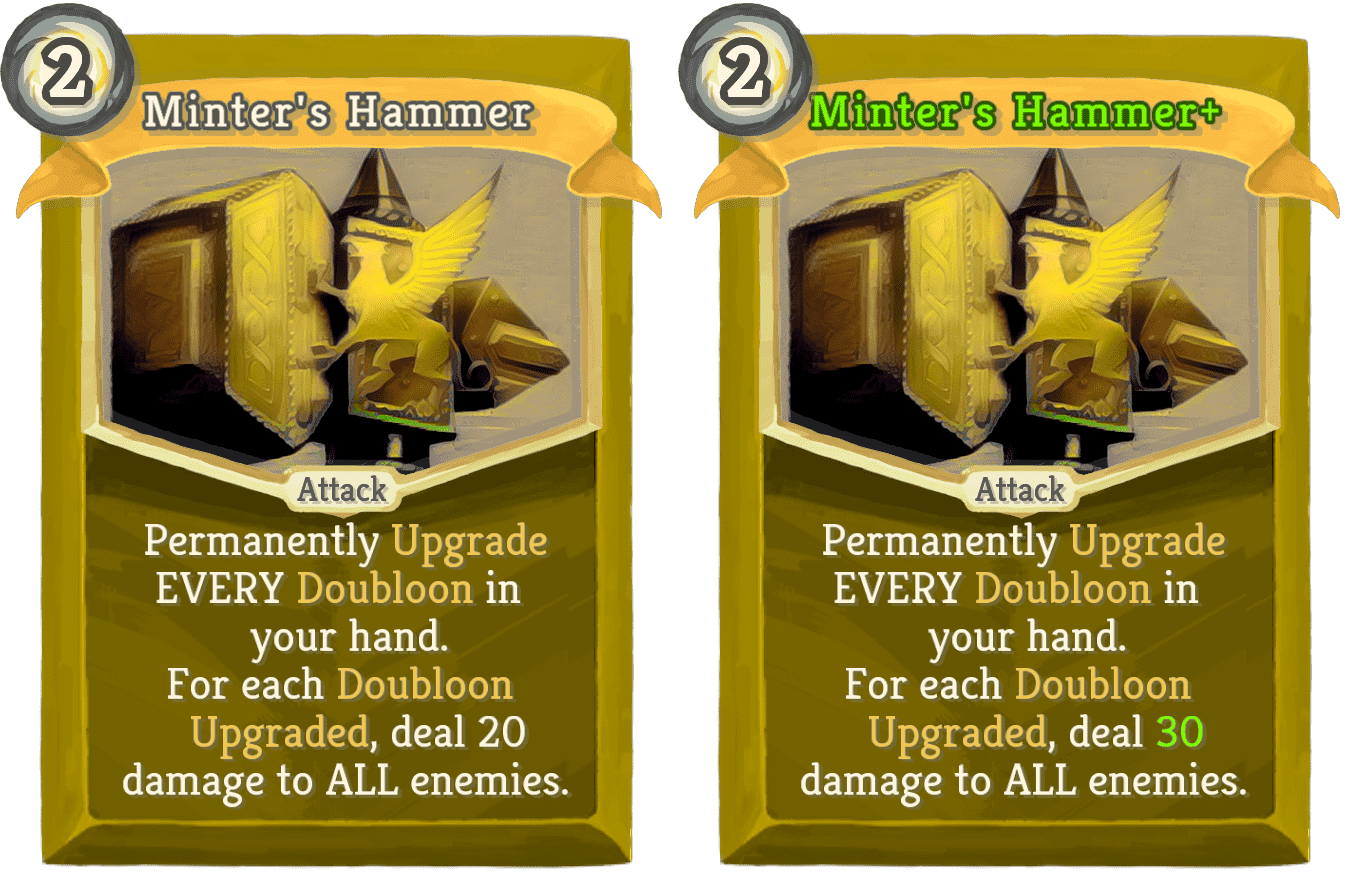 2
Minter's Hammer
Attack
Permanently Upgrade
EVERY Doubloon in
your hand.
For each Doubloon
Upgraded, deal 20
damage to ALL enemies.
2
Minter's Hammer+
Attack
Permanently Upgrade
EVERY Doubloon in
your hand.
For each Doubloon
Upgraded, deal 30
damage to ALL enemies.